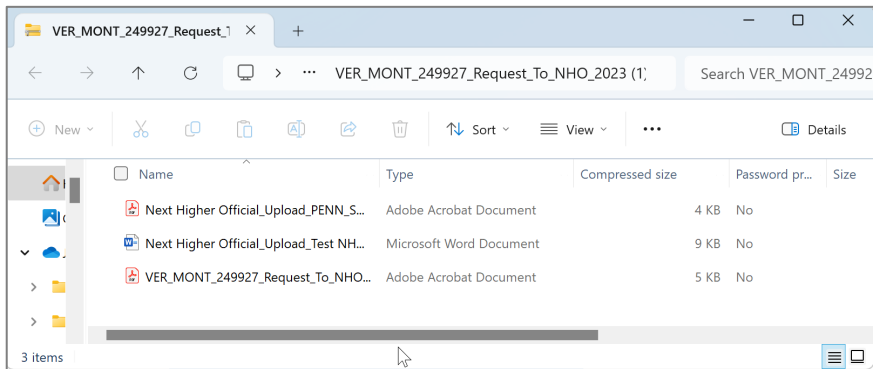 VER_MONT_249927_Request_T
VER_MONT_249927_Request_To_NHO_2023 (1)
Search VER_MONT_24992
New
Sort
View
Details
Name Type Compressed size Password pr... Size
Next Higher Official_Upload_PENN_S... Adobe Acrobat Document 4 KB No
Next Higher Official_Upload_Test NH... Microsoft Word Document 9 KB No
VER_MONT_249927_Request_To_NHO... Adobe Acrobat Document 5 KB No
3 items